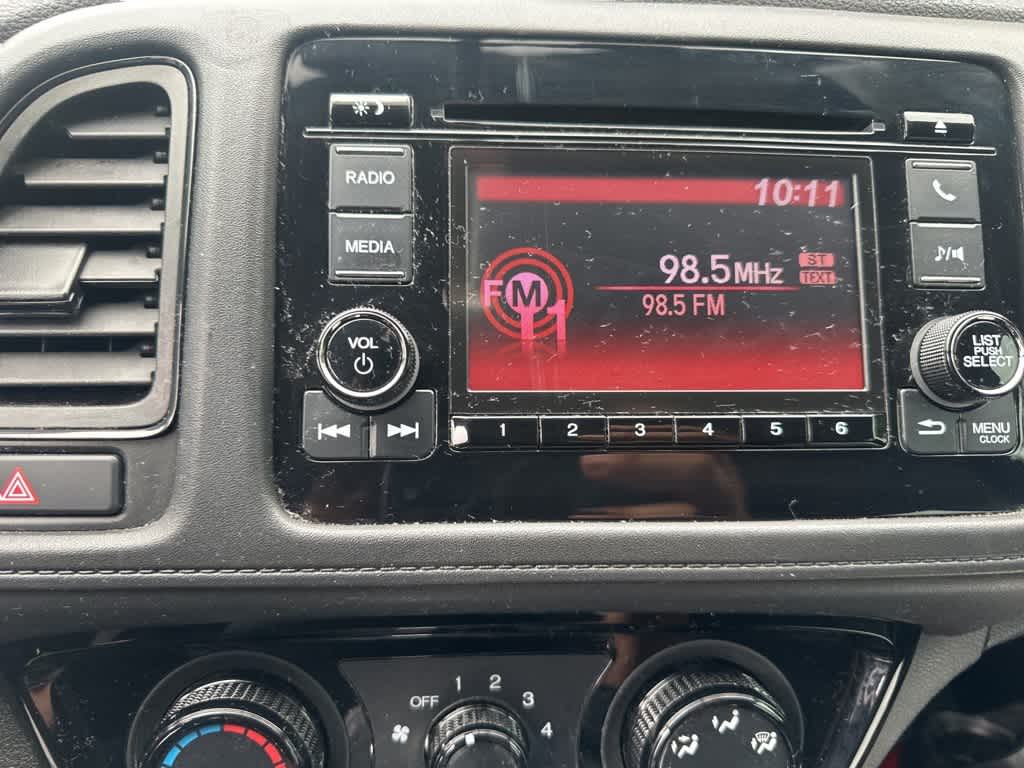 10:11
RADIO
MEDIA
98.5MHz
ST
TEXT
98.5 FM
FM
1
VOL
LIST
PUSH
SELECT
1 2 3 4 5 6
MENU
CLOCK
OFF 1 2 3 4